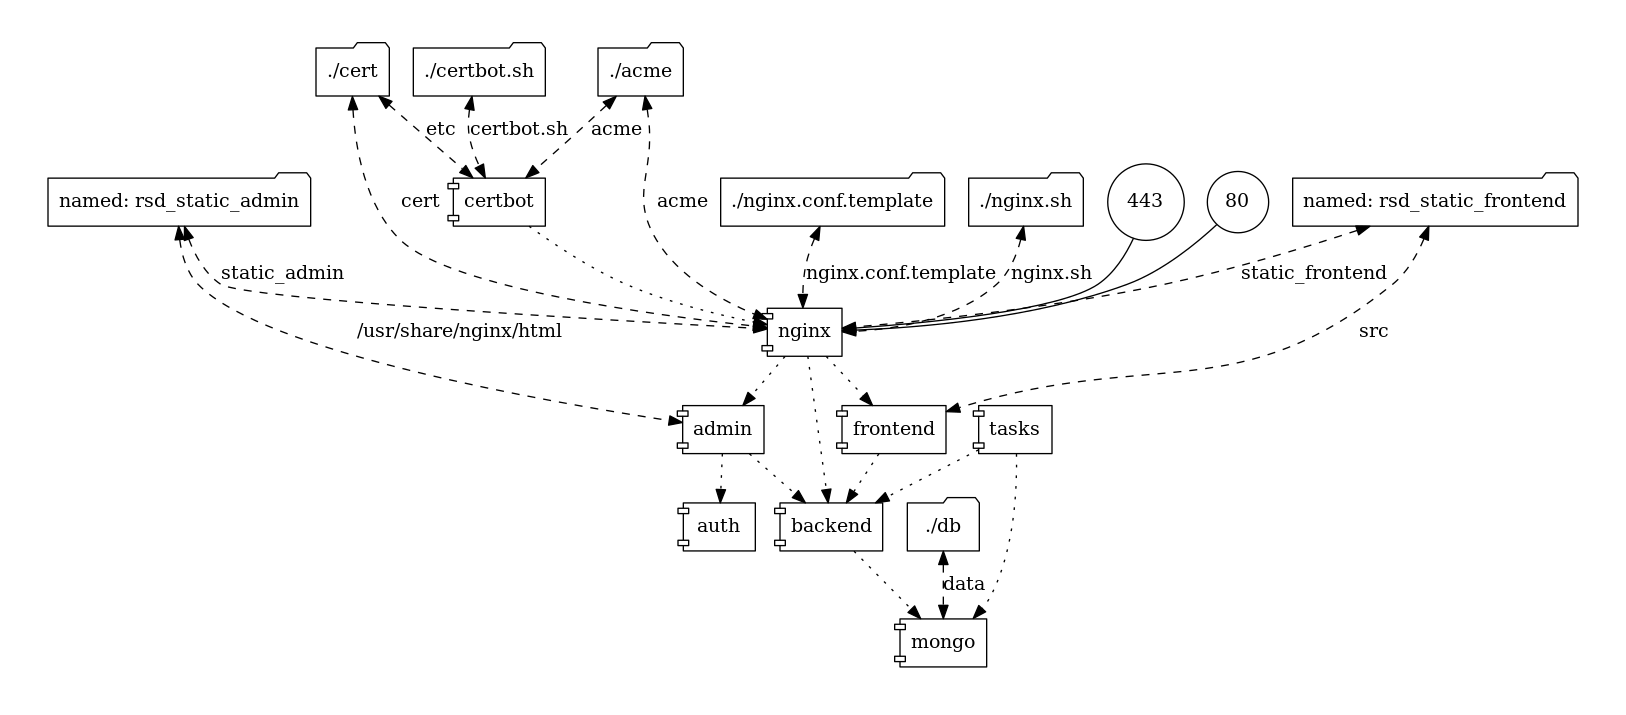 ./cert
./certbot.sh
./acme
etc
certbot.sh
acme
named: rsd_static_admin
cert
certbot
acme
./nginx.conf.template
./nginx.sh
443
80
named: rsd_static_frontend
static_admin
nginx.conf.template
nginx.sh
static_frontend
/usr/share/nginx/html
nginx
src
admin
frontend
tasks
auth
backend
./db
data
mongo